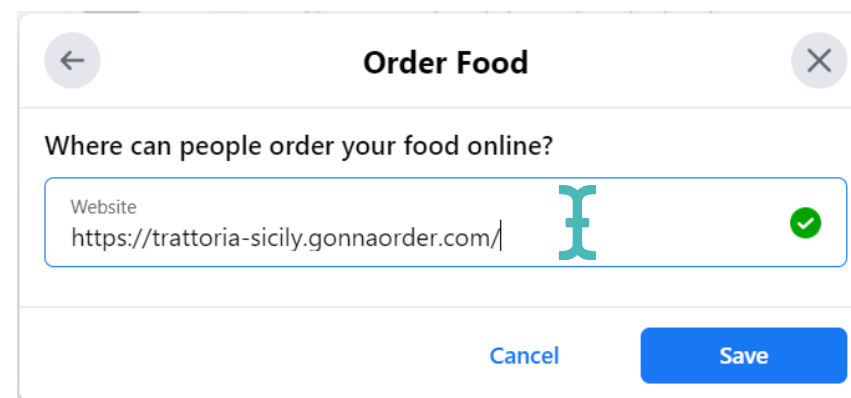 Order Food
Where can people order your food online?
Website
https://trattoria-sicily.gonnaorder.com/
Cancel Save